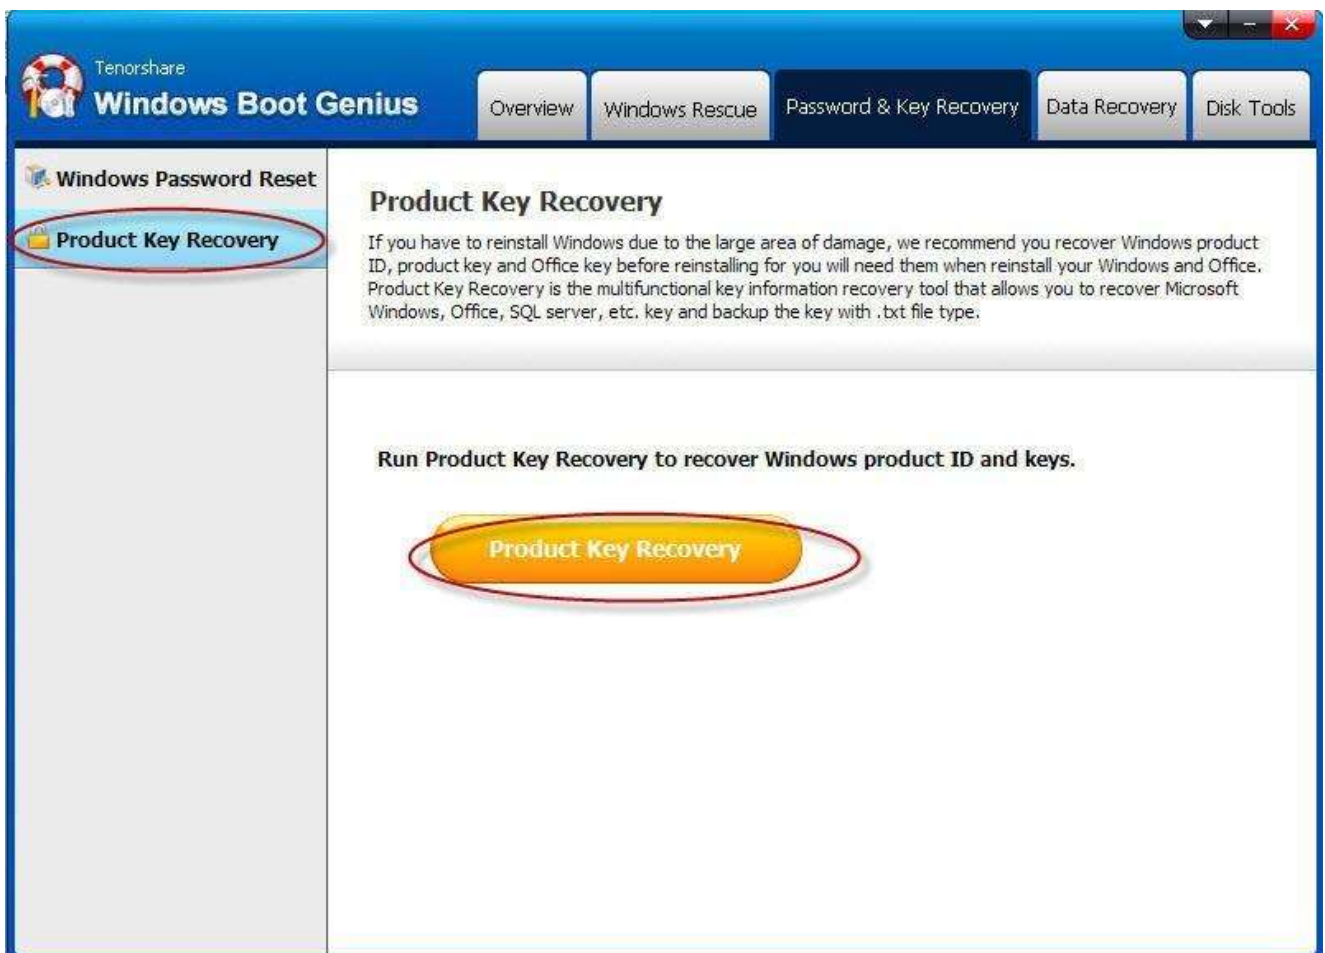 Tenorshare
Windows Boot Genius
Overview
Windows Rescue
Password & Key Recovery
Data Recovery
Disk Tools
Windows Password Reset
Product Key Recovery
Product Key Recovery
If you have to reinstall Windows due to the large area of damage, we recommend you recover Windows product
ID, product key and Office key before reinstalling for you will need them when reinstall your Windows and Office.
Product Key Recovery is the multifunctional key information recovery tool that allows you to recover Microsoft
Windows, Office, SQL server, etc. key and backup the key with .txt file type.
Run Product Key Recovery to recover Windows product ID and keys.
Product Key Recovery